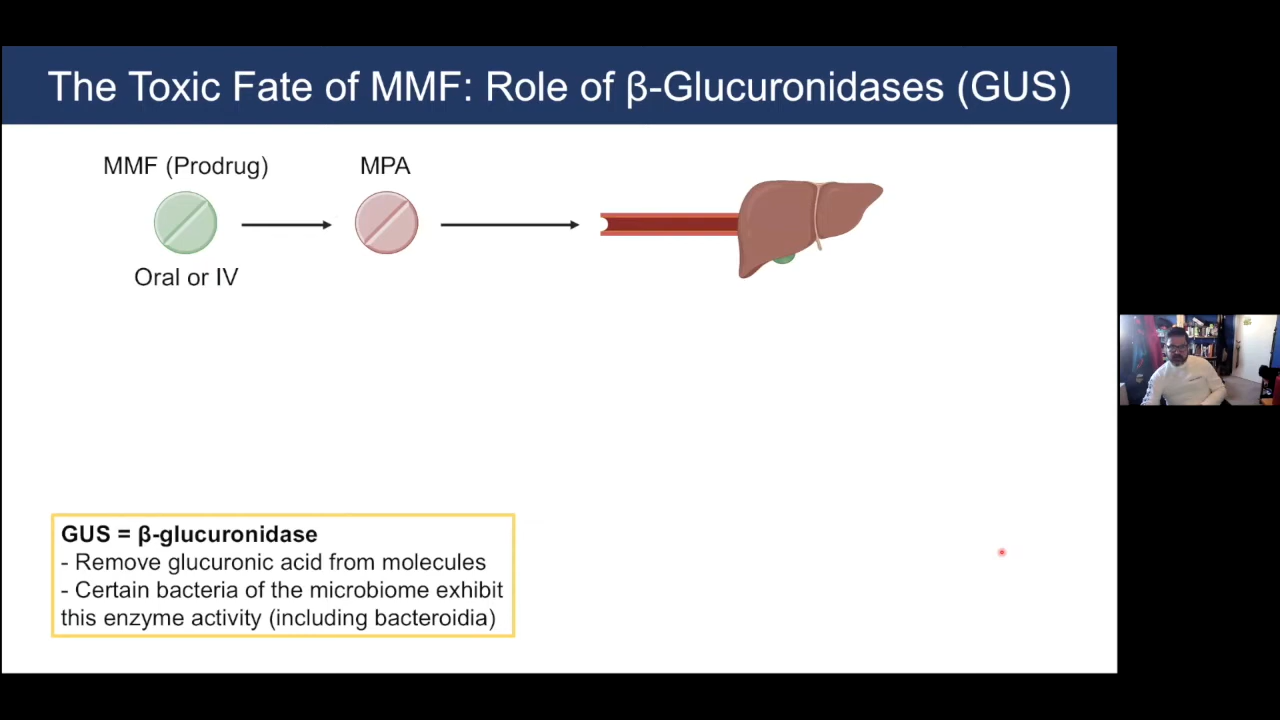 The Toxic Fate of MMF: Role of β-Glucuronidases (GUS)
MMF (Prodrug)
MPA
Oral or IV
GUS = β-glucuronidase
- Remove glucuronic acid from molecules
- Certain bacteria of the microbiome exhibit
this enzyme activity (including bacteroidia)